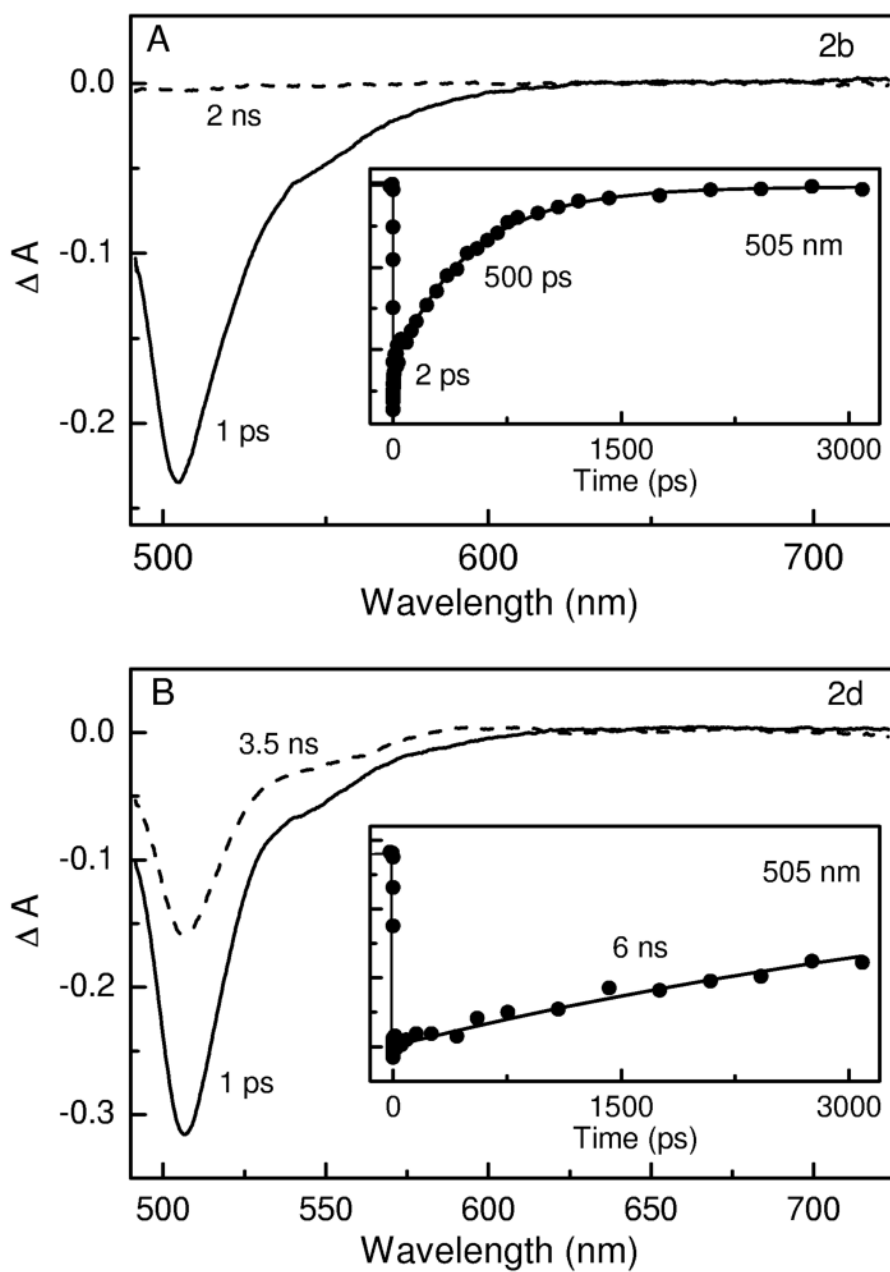 A
2b
0.0
2 ns
-0.1
505 nm
500 ps
2 ps
-0.2
1 ps
0
1500
3000
Time (ps)
500
600
700
Wavelength (nm)
Δ A
B
2d
0.0
3.5 ns
-0.1
505 nm
6 ns
-0.2
1 ps
-0.3
0
1500
3000
Time (ps)
500
550
600
650
700
Wavelength (nm)
Δ A